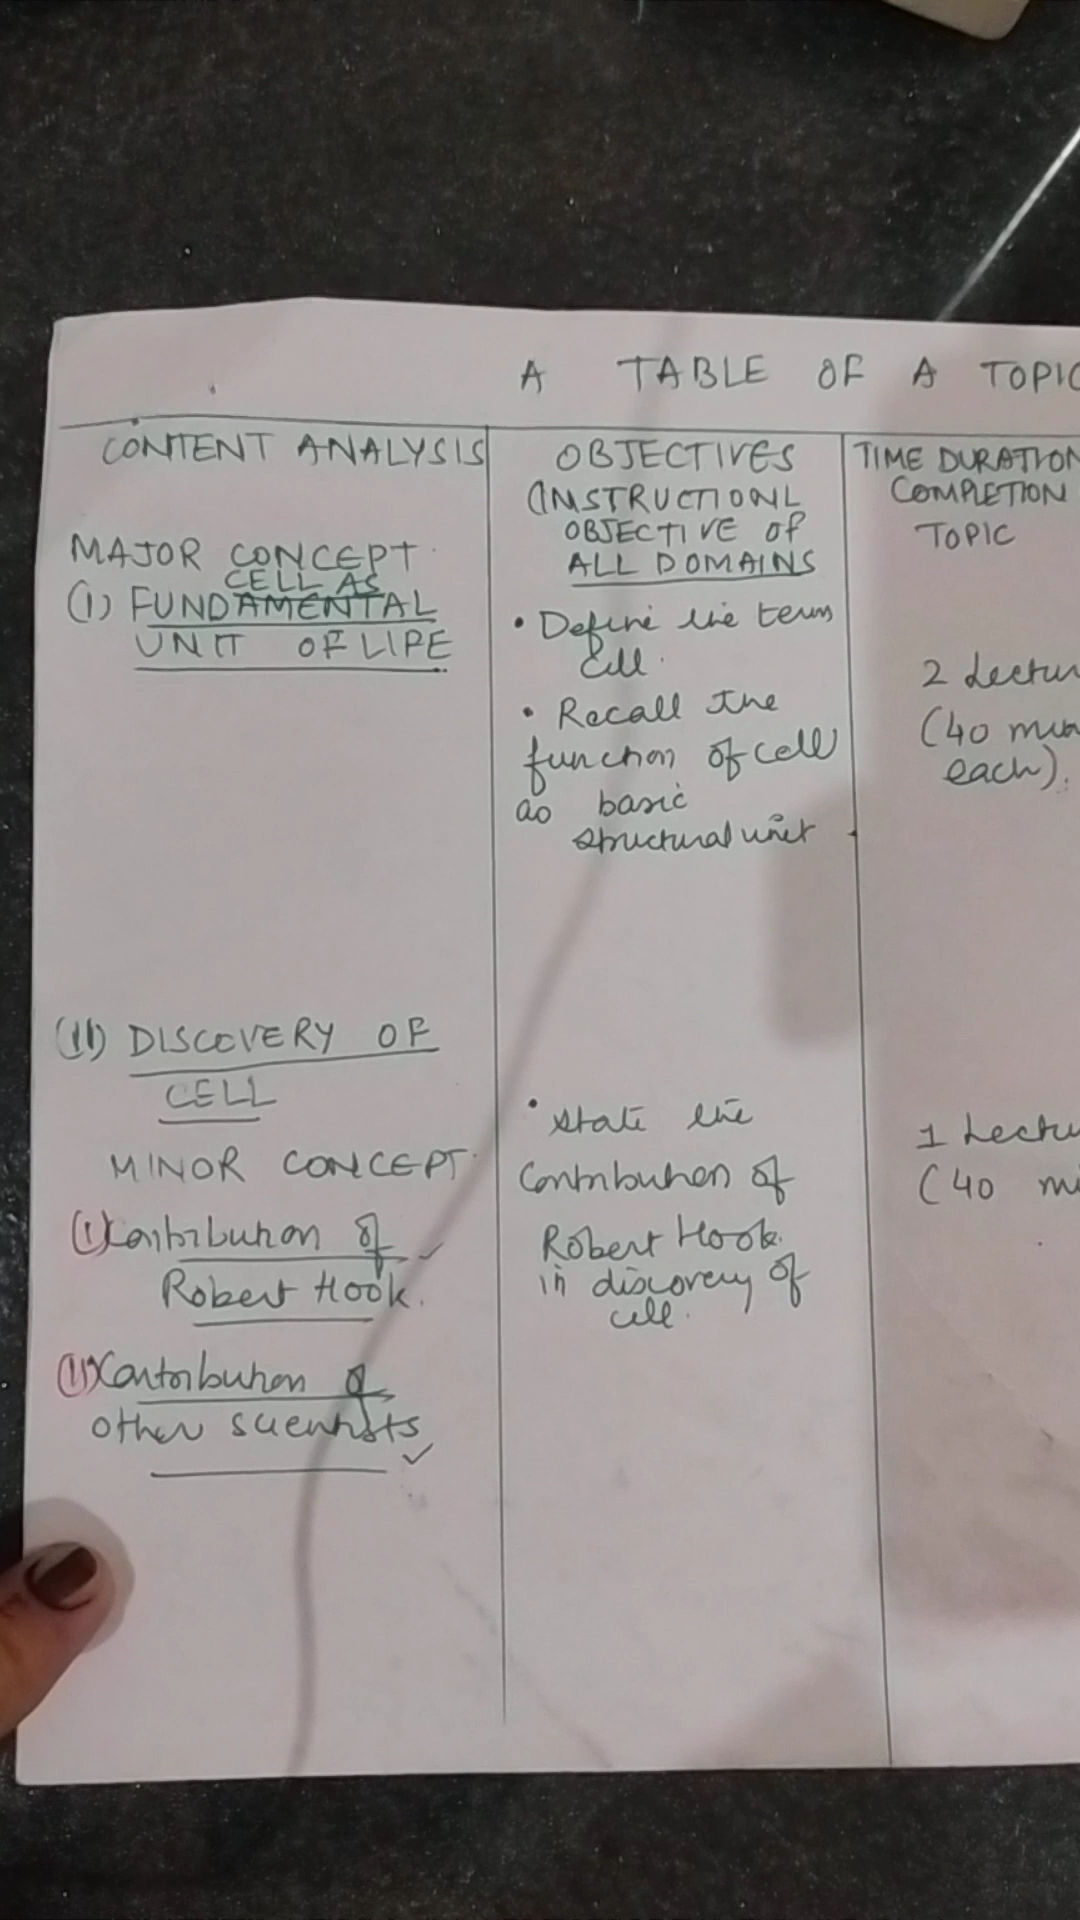 A TABLE OF A TOPIC
CONTENT ANALYSIS
MAJOR CONCEPT
CELL AS
(I) FUNDAMENTAL
UNIT OF LIFE
(II) DISCOVERY OF
CELL
MINOR CONCEPT
(i) Contribution of
Robert Hook.
(ii) Contribution of
other scientists
OBJECTIVES
(INSTRUCTIONL
OBJECTIVE OF
ALL DOMAINS
• Define the term
Cell.
• Recall the
function of cell
as basic
structural unit
• state the
Contribution of
Robert Hook.
in discovery of
cell.
TIME DURATION
COMPLETION
TOPIC
2 Lectur
(40 min
each).
1 Lectu
(40 mi